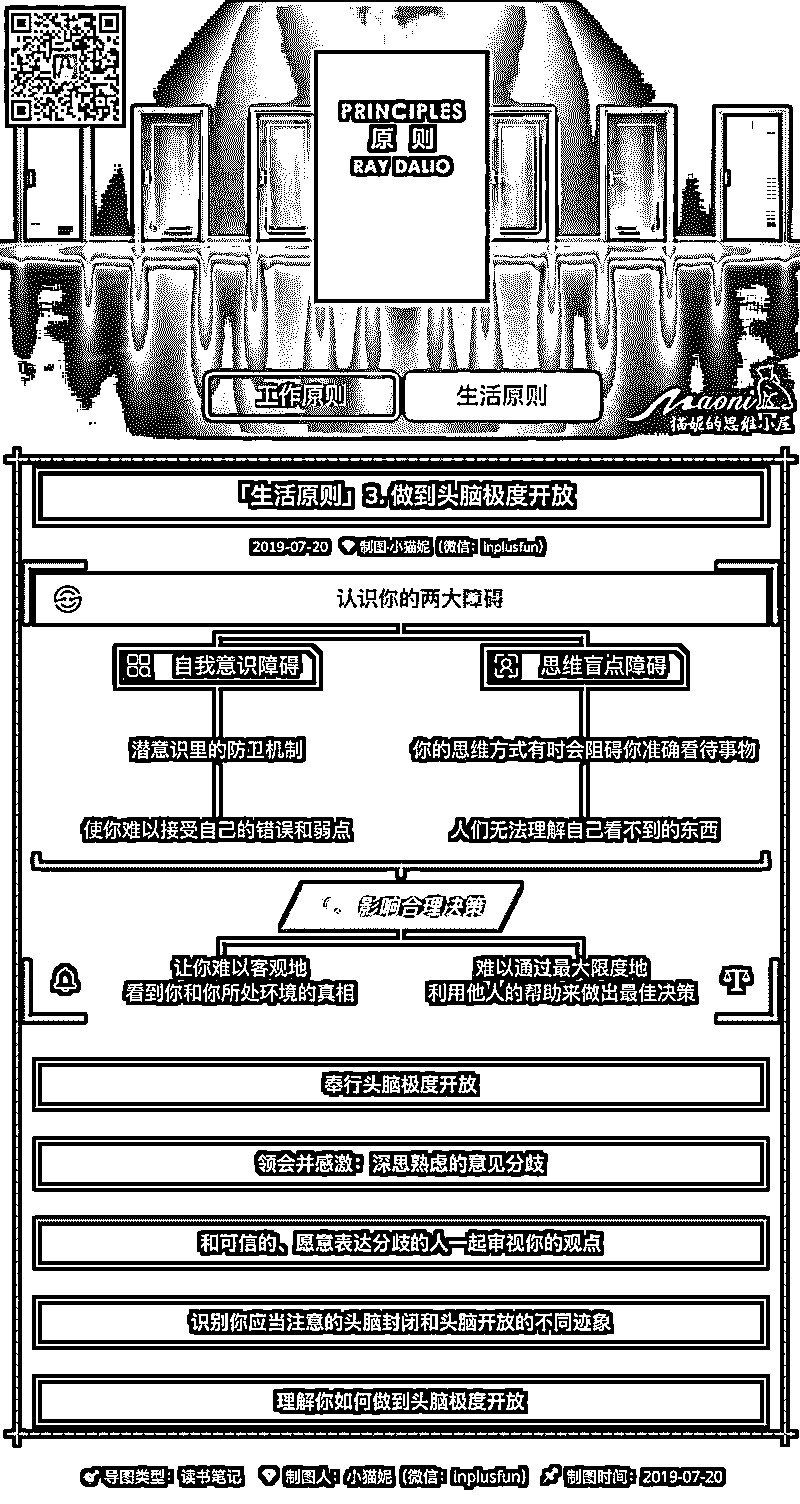 PRINCIPLES
原 则
RAY DALIO
工作原则
生活原则
Maoni
猫妮的思维小屋
「生活原则」3. 做到头脑极度开放
2019-07-20 制图·小猫妮（微信：inplusfun）
认识你的两大障碍
自我意识障碍
思维盲点障碍
潜意识里的防卫机制
你的思维方式有时会阻碍你准确看待事物
使你难以接受自己的错误和弱点
人们无法理解自己看不到的东西
影响合理决策
让你难以客观地
看到你和你所处环境的真相
难以通过最大限度地
利用他人的帮助来做出最佳决策
奉行头脑极度开放
领会并感激：深思熟虑的意见分歧
和可信的、愿意表达分歧的人一起审视你的观点
识别你应当注意的头脑封闭和头脑开放的不同迹象
理解你如何做到头脑极度开放
导图类型：读书笔记 制图人：小猫妮（微信：inplusfun） 制图时间：2019-07-20